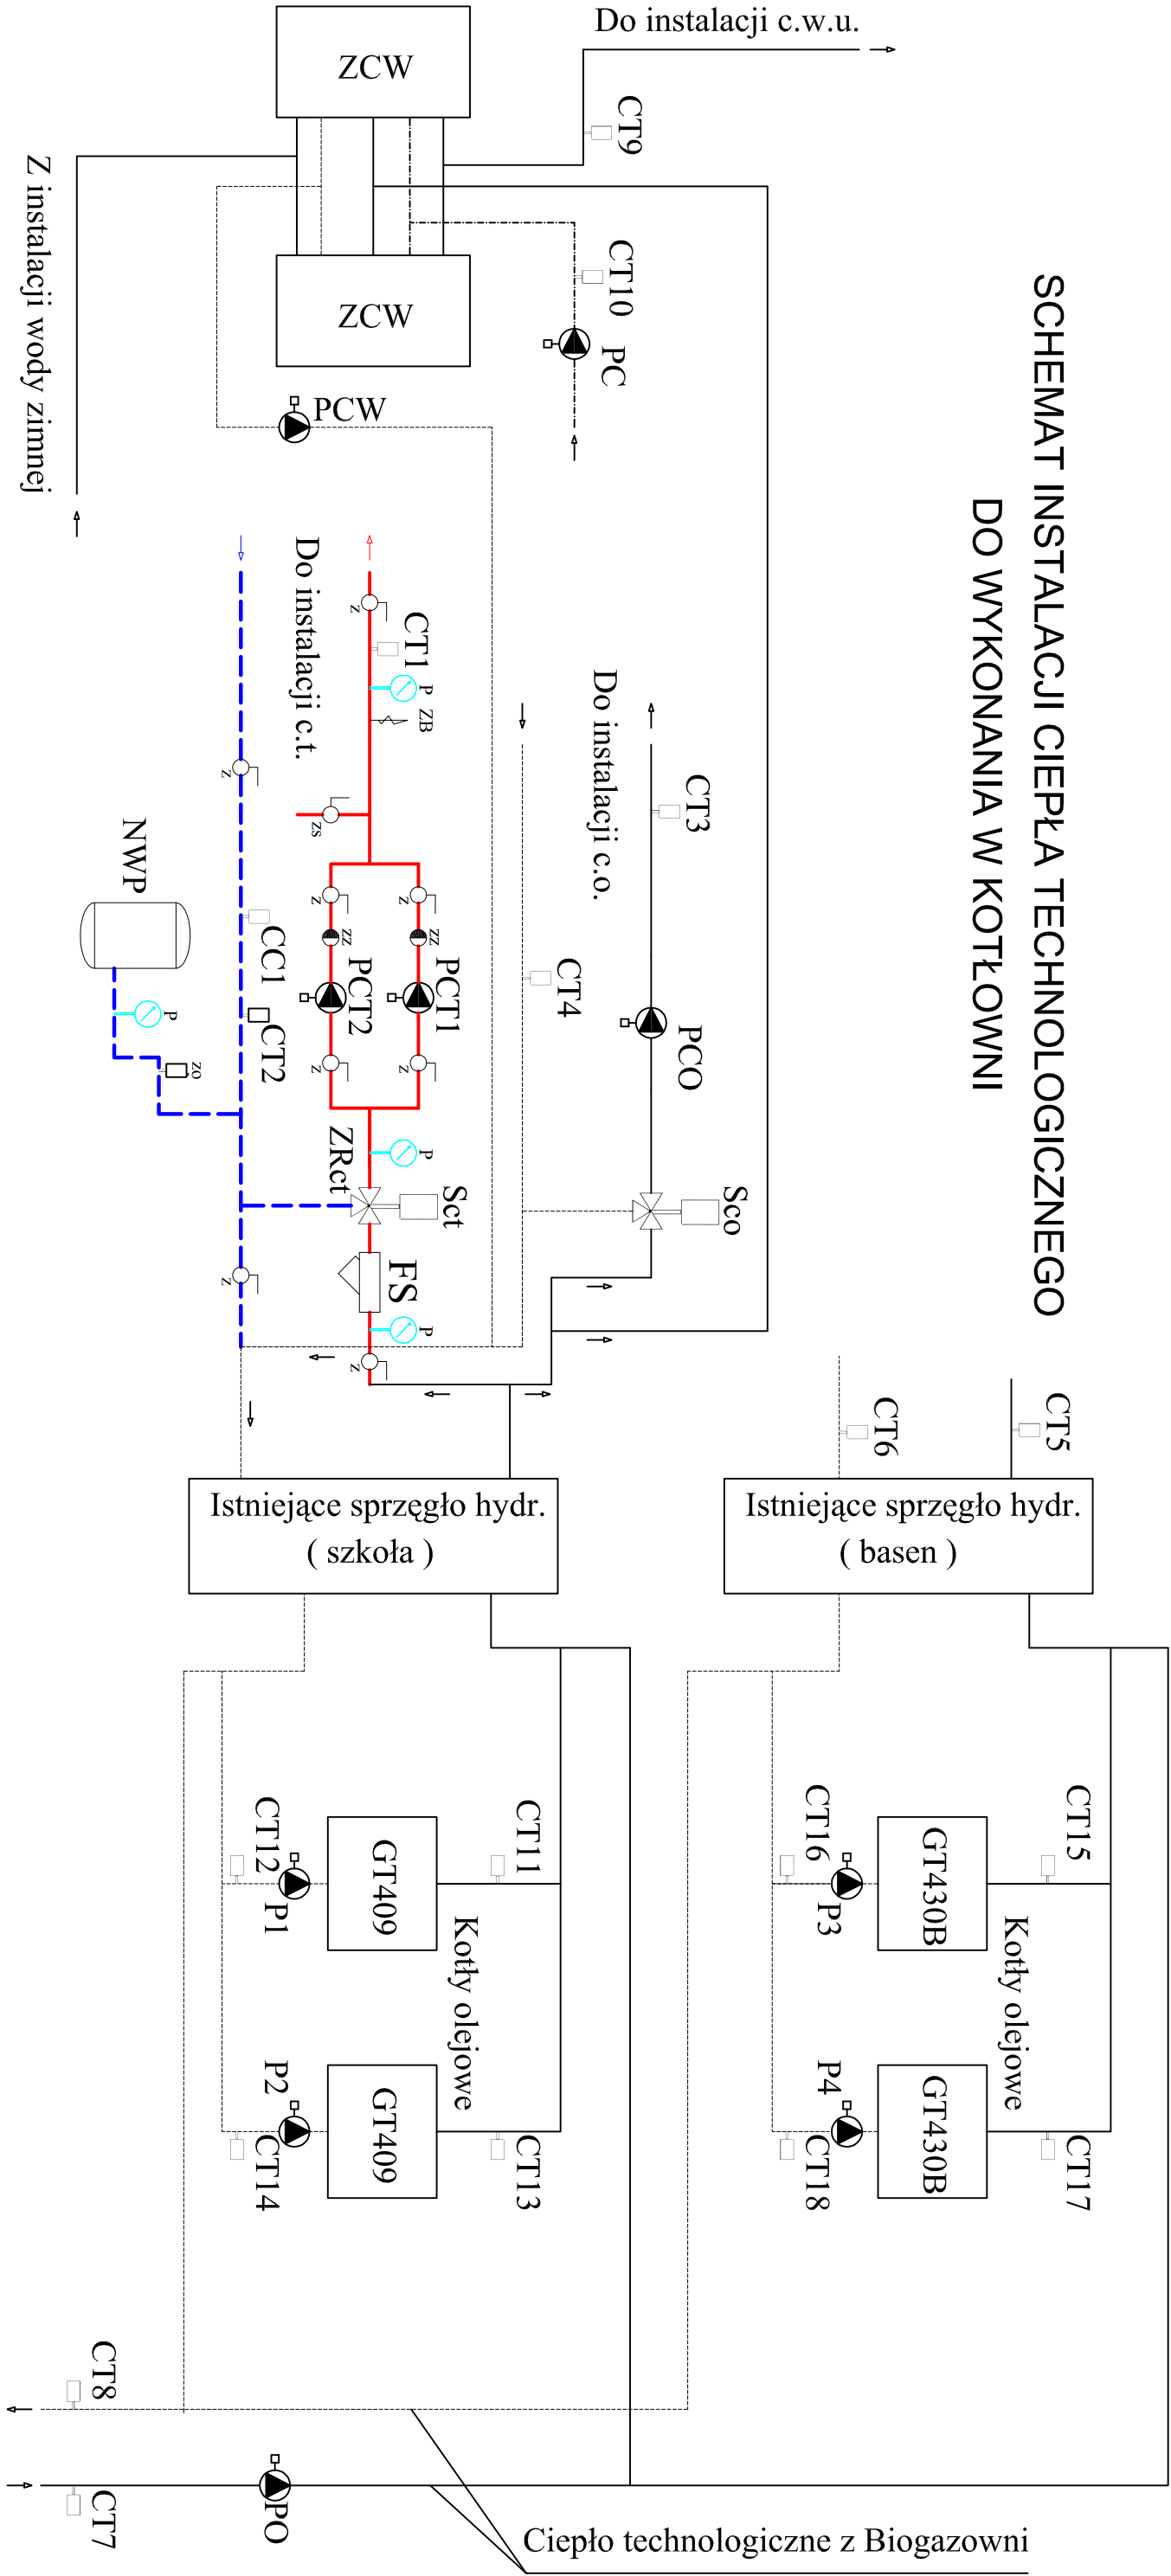 SCHEMAT INSTALACJI CIEPŁA TECHNOLOGICZNEGO
DO WYKONANIA W KOTŁOWNI
Do instalacji c.w.u.
ZCW
CT9
Z instalacji wody zimnej
ZCW
CT10
PC
PCW
Do instalacji c.t.
z
CT1
P
ZB
z
zs
Do instalacji c.o.
CT3
NWP
z
z
zz
zz
CC1
PCT2
PCT1
CT4
P
CT2
zo
z
z
PCO
P
ZRct
Sct
Sco
z
FS
P
z
CT6
CT5
Istniejące sprzęgło hydr.
( szkoła )
Istniejące sprzęgło hydr.
( basen )
CT12
P1
GT409
CT11
Kotły olejowe
P2
CT14
GT409
CT13
CT16
P3
GT430B
CT15
Kotły olejowe
P4
CT18
GT430B
CT17
CT8
CT7
PO
Ciepło technologiczne z Biogazowni